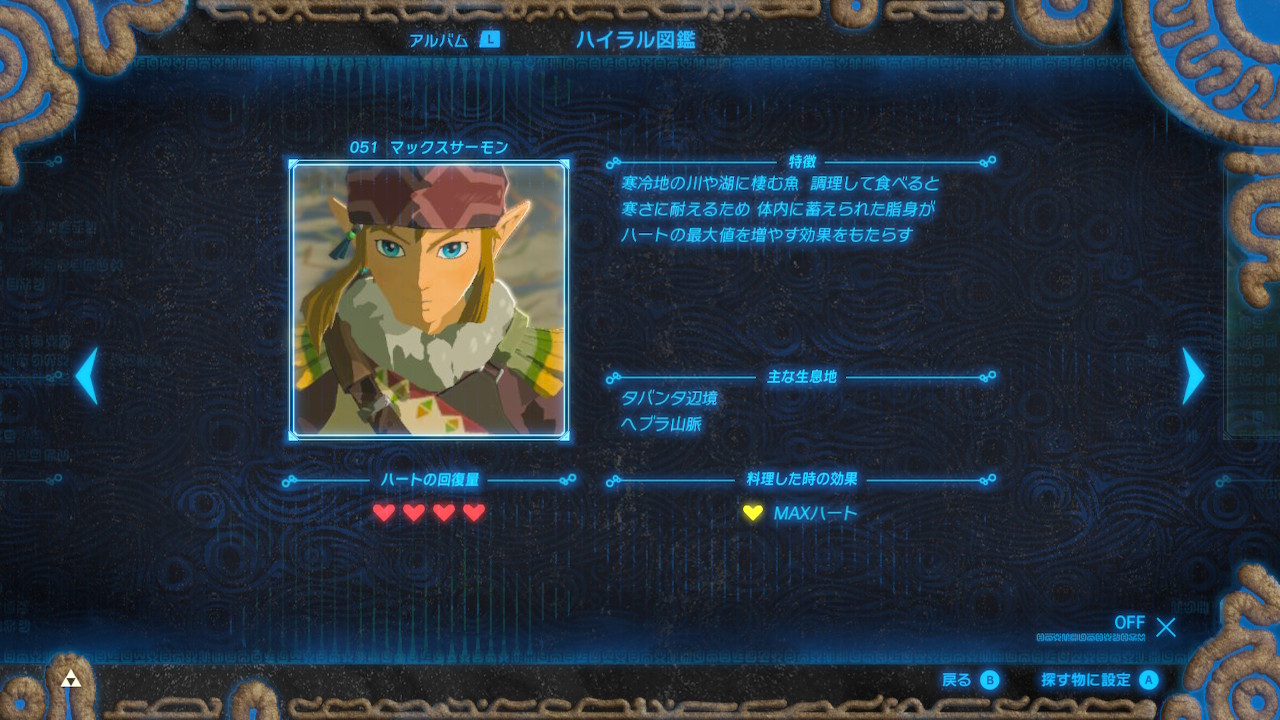 アルバム L
ハイラル図鑑
051 マックスサーモン
特徴
寒冷地の川や湖に棲む魚 調理して食べると
寒さに耐えるため 体内に蓄えられた脂身が
ハートの最大値を増やす効果をもたらす
主な生息地
タバンタ辺境
ヘブラ山脈
ハートの回復量
料理した時の効果
MAXハート
OFF
戻る B
探す物に設定 A